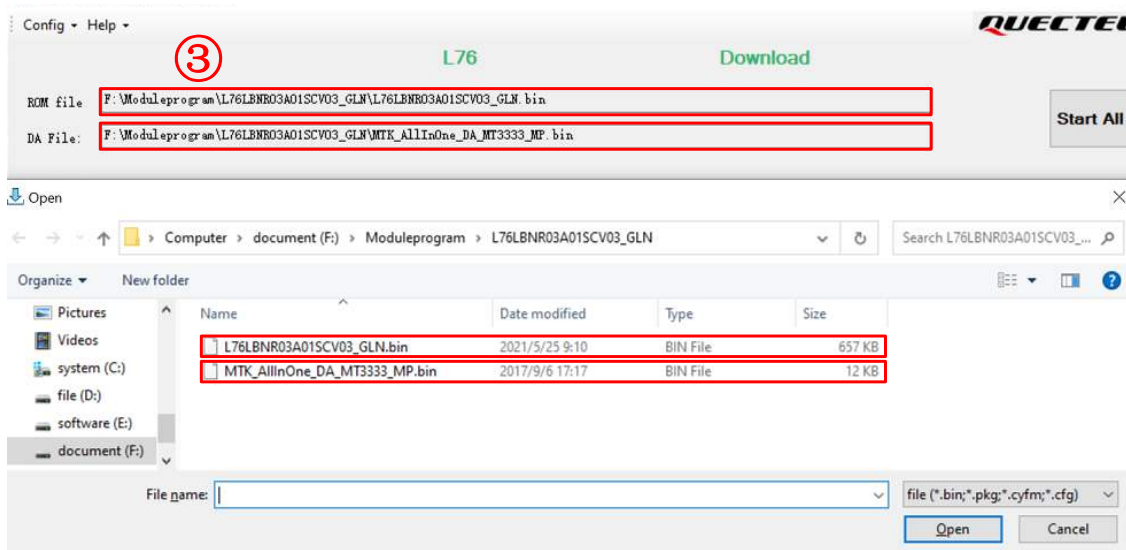 Config Help
QUECTEL
③
L76 Download
ROM file F:\Moduleprogram\L76LBNR03A01SCV03_GLN\L76LBNR03A01SCV03_GLN.bin
DA File: F:\Moduleprogram\L76LBNR03A01SCV03_GLN\MTK_AllInOne_DA_MT3333_MP.bin
Start All
Open
Computer > document (F:) > Moduleprogram > L76LBNR03A01SCV03_GLN
Search L76LBNR03A01SCV03_...
Organize New folder
Pictures
Videos
system (C:)
file (D:)
software (E:)
document (F:)
Name Date modified Type Size
L76LBNR03A01SCV03_GLN.bin 2021/5/25 9:10 BIN File 657 KB
MTK_AllInOne_DA_MT3333_MP.bin 2017/9/6 17:17 BIN File 12 KB
File name: file (*.bin;*.pkg;*.cyfm;*.cfg)
Open Cancel